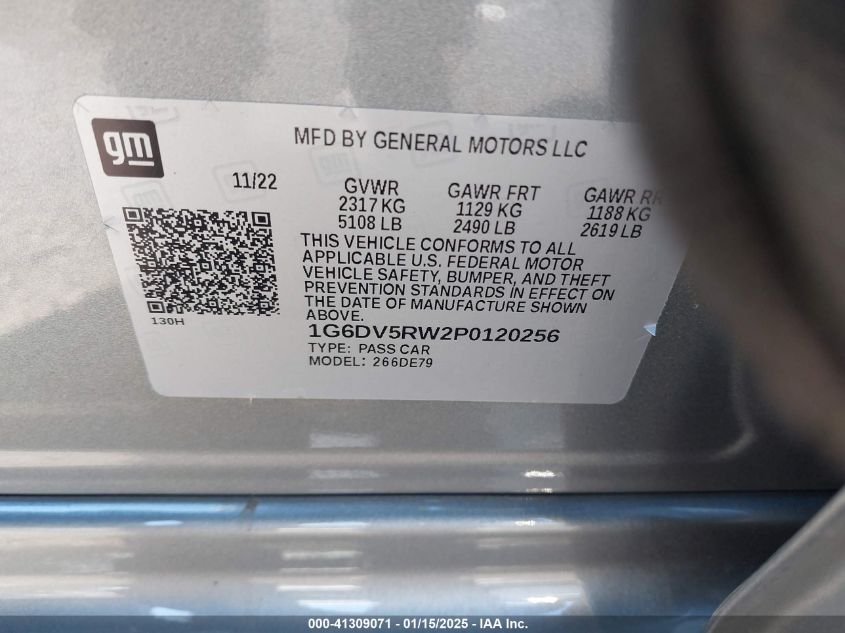 gm
MFD BY GENERAL MOTORS LLC
11/22
GVWR
2317 KG
5108 LB
GAWR FRT
1129 KG
2490 LB
GAWR RR
1188 KG
2619 LB
THIS VEHICLE CONFORMS TO ALL
APPLICABLE U.S. FEDERAL MOTOR
VEHICLE SAFETY, BUMPER, AND THEFT
PREVENTION STANDARDS IN EFFECT ON
THE DATE OF MANUFACTURE SHOWN
ABOVE.
130H
1G6DV5RW2P0120256
TYPE: PASS CAR
MODEL: 266DE79
000-41309071 - 01/15/2025 - IAA Inc.